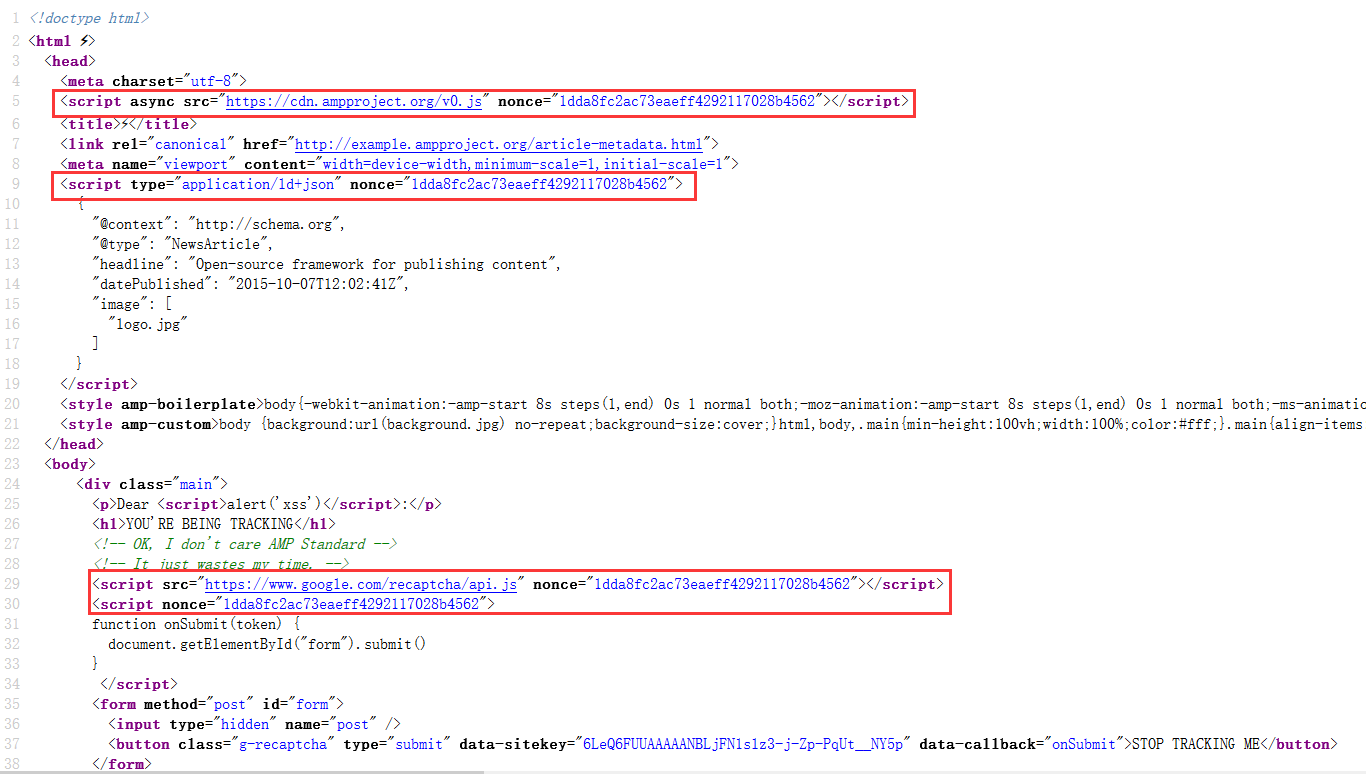 1 <!doctype html>
2 <html ⚡>
3 <head>
4 <meta charset="utf-8">
5 <script async src="https://cdn.ampproject.org/v0.js" nonce="1dda8fc2ac73eaeff4292117028b4562"></script>
6 <title>⚡</title>
7 <link rel="canonical" href="http://example.ampproject.org/article-metadata.html">
8 <meta name="viewport" content="width=device-width,minimum-scale=1,initial-scale=1">
9 <script type="application/ld+json" nonce="1dda8fc2ac73eaeff4292117028b4562">
10 {
11 "@context": "http://schema.org",
12 "@type": "NewsArticle",
13 "headline": "Open-source framework for publishing content",
14 "datePublished": "2015-10-07T12:02:41Z",
15 "image": [
16 "logo.jpg"
17 ]
18 }
19 </script>
20 <style amp-boilerplate>body{-webkit-animation:-amp-start 8s steps(1,end) 0s 1 normal both;-moz-animation:-amp-start 8s steps(1,end) 0s 1 normal both;-ms-animatio
21 <style amp-custom>body {background:url(background.jpg) no-repeat;background-size:cover;}html,body,.main{min-height:100vh;width:100%;color:#fff;}.main{align-items
22 </head>
23 <body>
24 <div class="main">
25 <p>Dear <script>alert('xss')</script>:</p>
26 <h1>YOU'RE BEING TRACKING</h1>
27 <!-- OK, I don't care AMP Standard -->
28 <!-- It just wastes my time. -->
29 <script src="https://www.google.com/recaptcha/api.js" nonce="1dda8fc2ac73eaeff4292117028b4562"></script>
30 <script nonce="1dda8fc2ac73eaeff4292117028b4562">
31 function onSubmit(token) {
32 document.getElementById("form").submit()
33 }
34 </script>
35 <form method="post" id="form">
36 <input type="hidden" name="post" />
37 <button class="g-recaptcha" type="submit" data-sitekey="6LeQ6FUUAAAAANBLjFN1slz3-j-Zp-PqUt__NY5p" data-callback="onSubmit">STOP TRACKING ME</button>
38 </form>